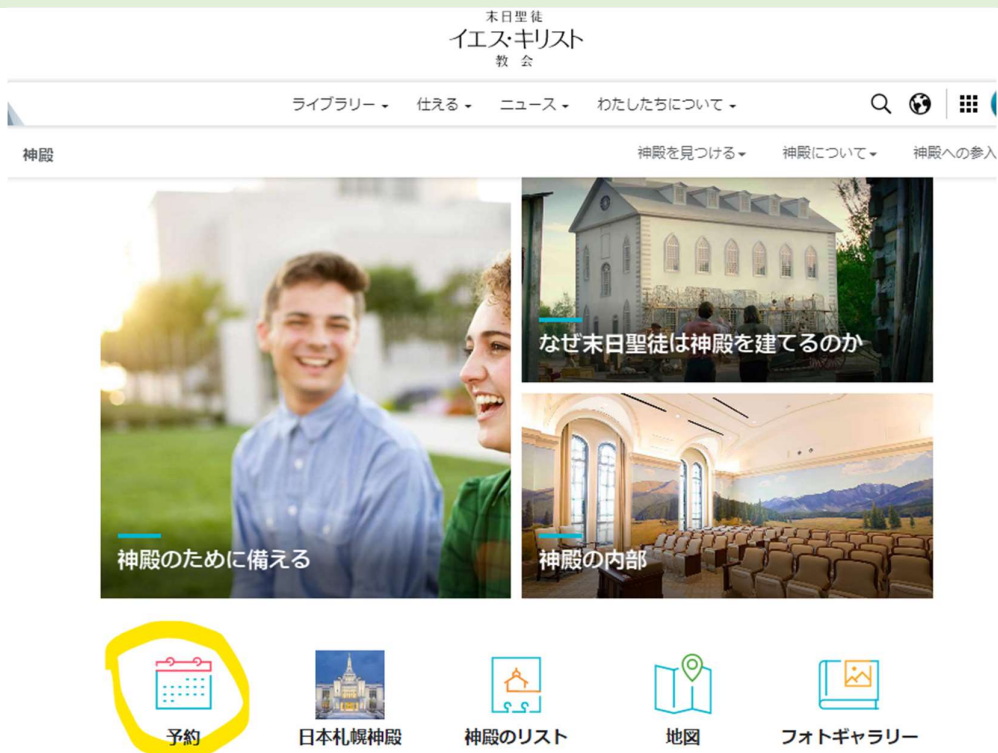 末日聖徒
イエス・キリスト
教会
ライブラリー 仕える ニュース わたしたちについて
神殿 神殿を見つける 神殿について 神殿への参入
なぜ末日聖徒は神殿を建てるのか
神殿のために備える
神殿の内部
予約 日本札幌神殿 神殿のリスト 地図 フォトギャラリー